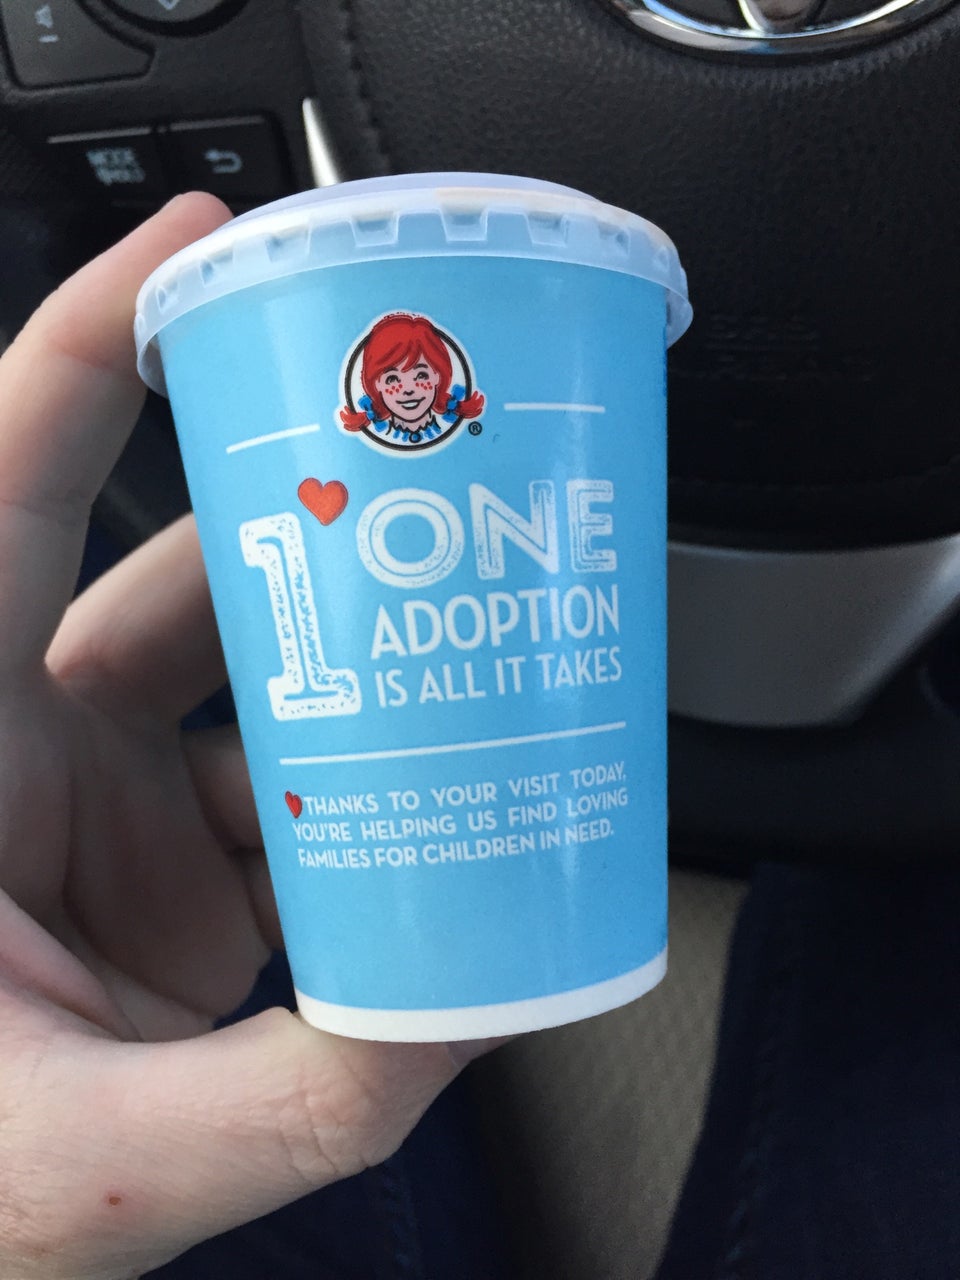 MODE
®
1 ONE
ADOPTION
IS ALL IT TAKES
THANKS TO YOUR VISIT TODAY,
YOU'RE HELPING US FIND LOVING
FAMILIES FOR CHILDREN IN NEED.